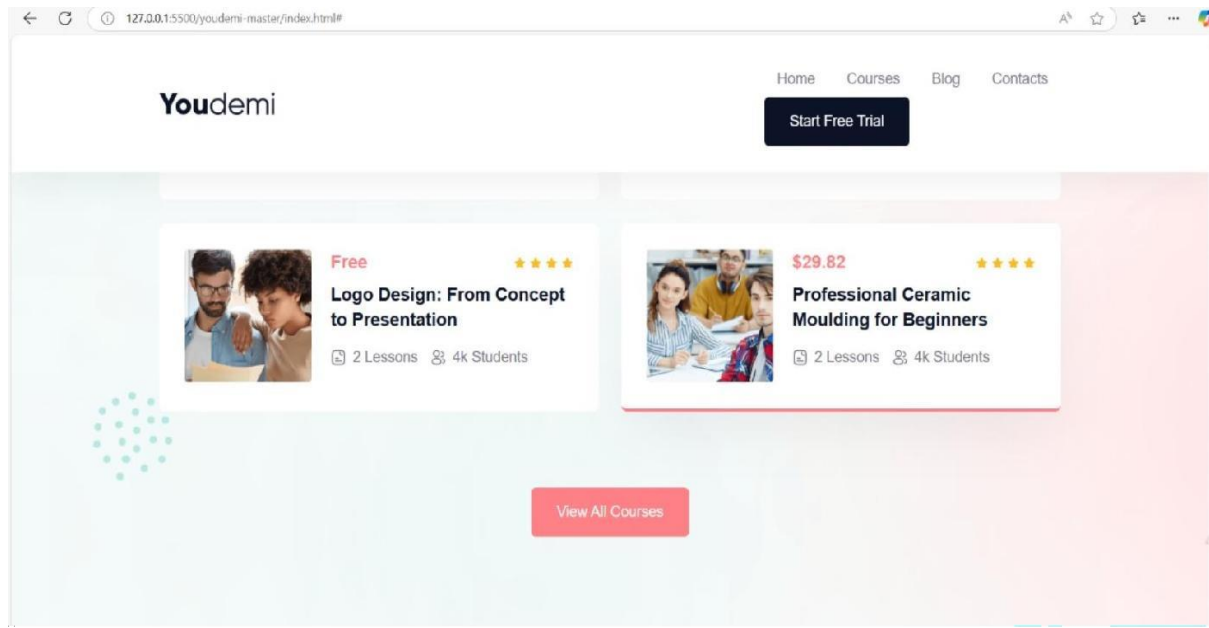 127.0.0.1:5500/youdemi-master/index.html#
Home Courses Blog Contacts
Youdemi
Start Free Trial
Free
Logo Design: From Concept
to Presentation
2 Lessons 4k Students
$29.82
Professional Ceramic
Moulding for Beginners
2 Lessons 4k Students
View All Courses